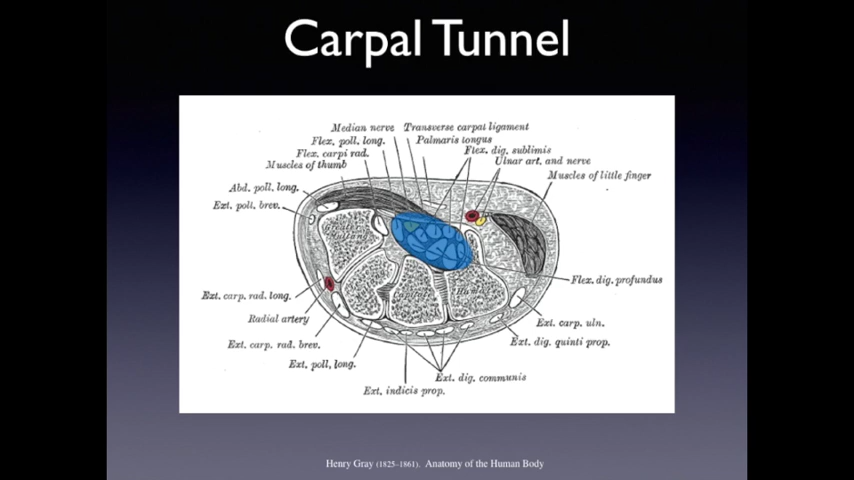 Carpal Tunnel
Median nerve
Transverse carpal ligament
Flex. poll. long.
Palmaris longus
Flex. carpi rad.
Flex. dig. sublimis
Muscles of thumb
Ulnar art. and nerve
Muscles of little finger
Abd. poll. long.
Ext. poll. brev.
Flex. dig. profundus
Ext. carp. rad. long.
Radial artery
Ext. carp. uln.
Ext. carp. rad. brev.
Ext. dig. quinti prop.
Ext. poll. long.
Ext. dig. communis
Ext. indicis prop.
Henry Gray (1825–1861). Anatomy of the Human Body